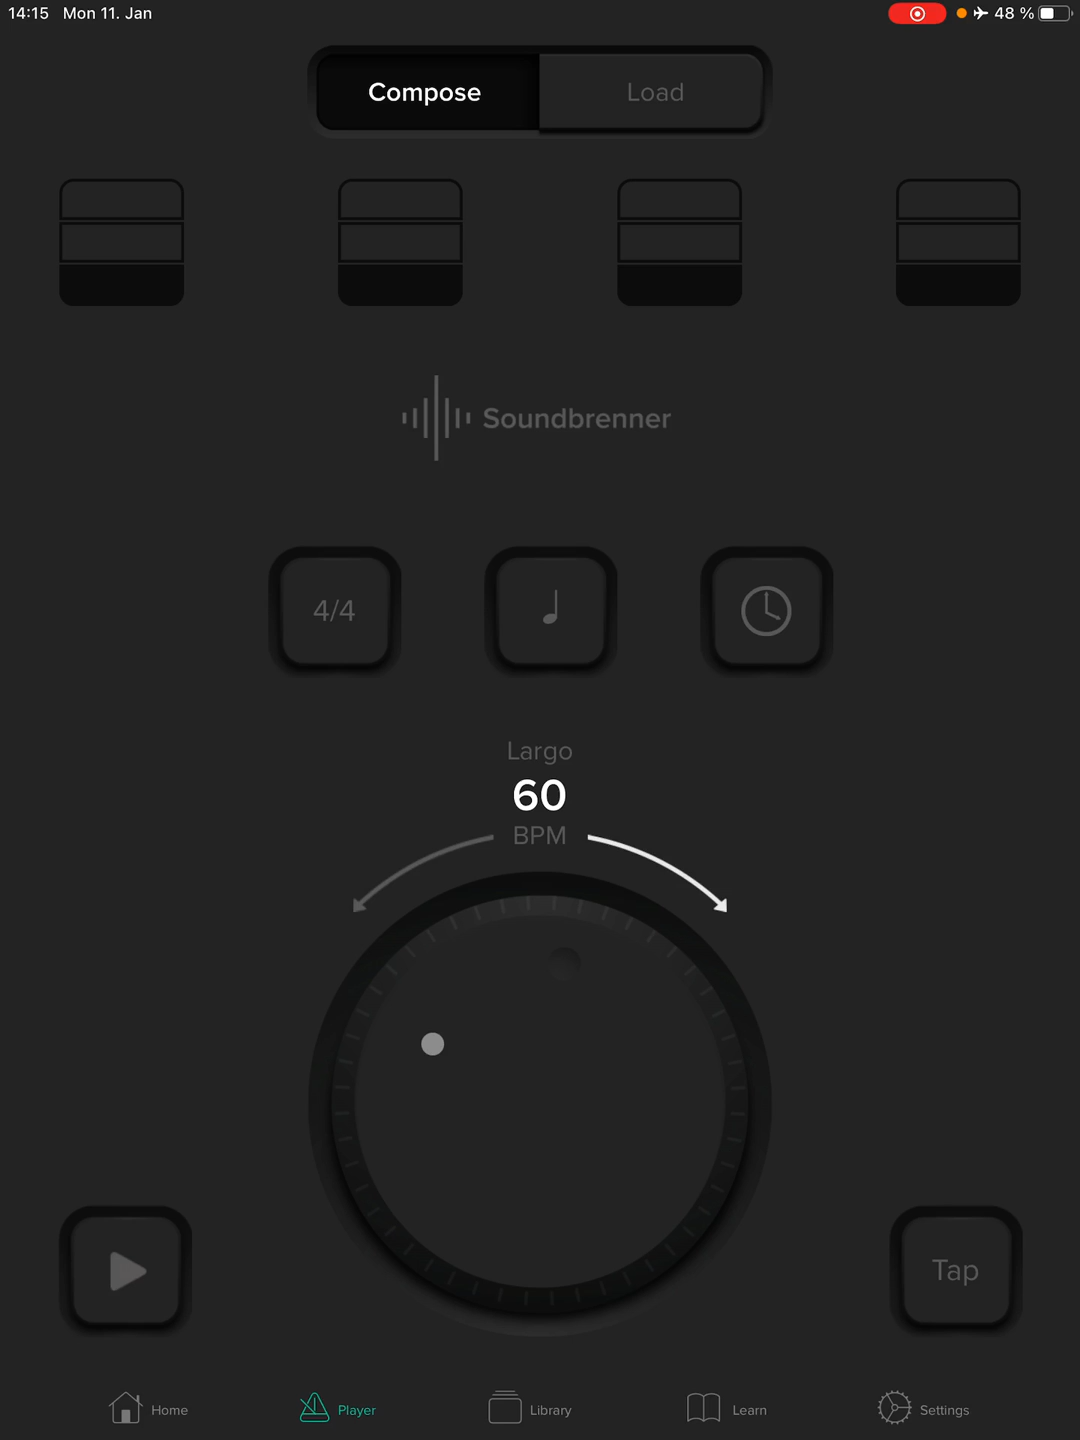 14:15 Mon 11. Jan 48 %
Compose Load
Soundbrenner
4/4
Largo
60
BPM
Tap
Home Player Library Learn Settings